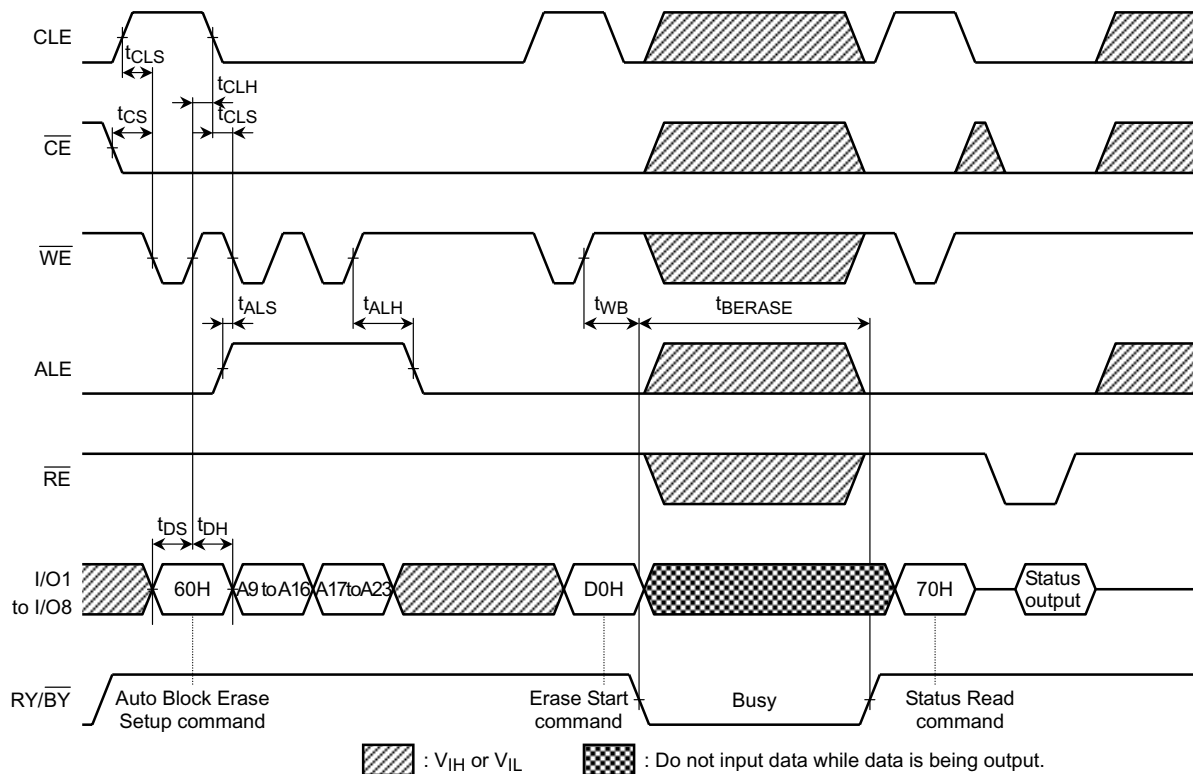 CLE
tCLS
tCLH
tCS
tCLS
CE
WE
tALS
tALH
tWB
tBERASE
ALE
RE
tDS
tDH
I/O1
to I/O8
60H
A9 to A16
A17 to A23
D0H
70H
Status
output
RY/BY
Auto Block Erase
Setup command
Erase Start
command
Busy
Status Read
command
: VIH or VIL
: Do not input data while data is being output.